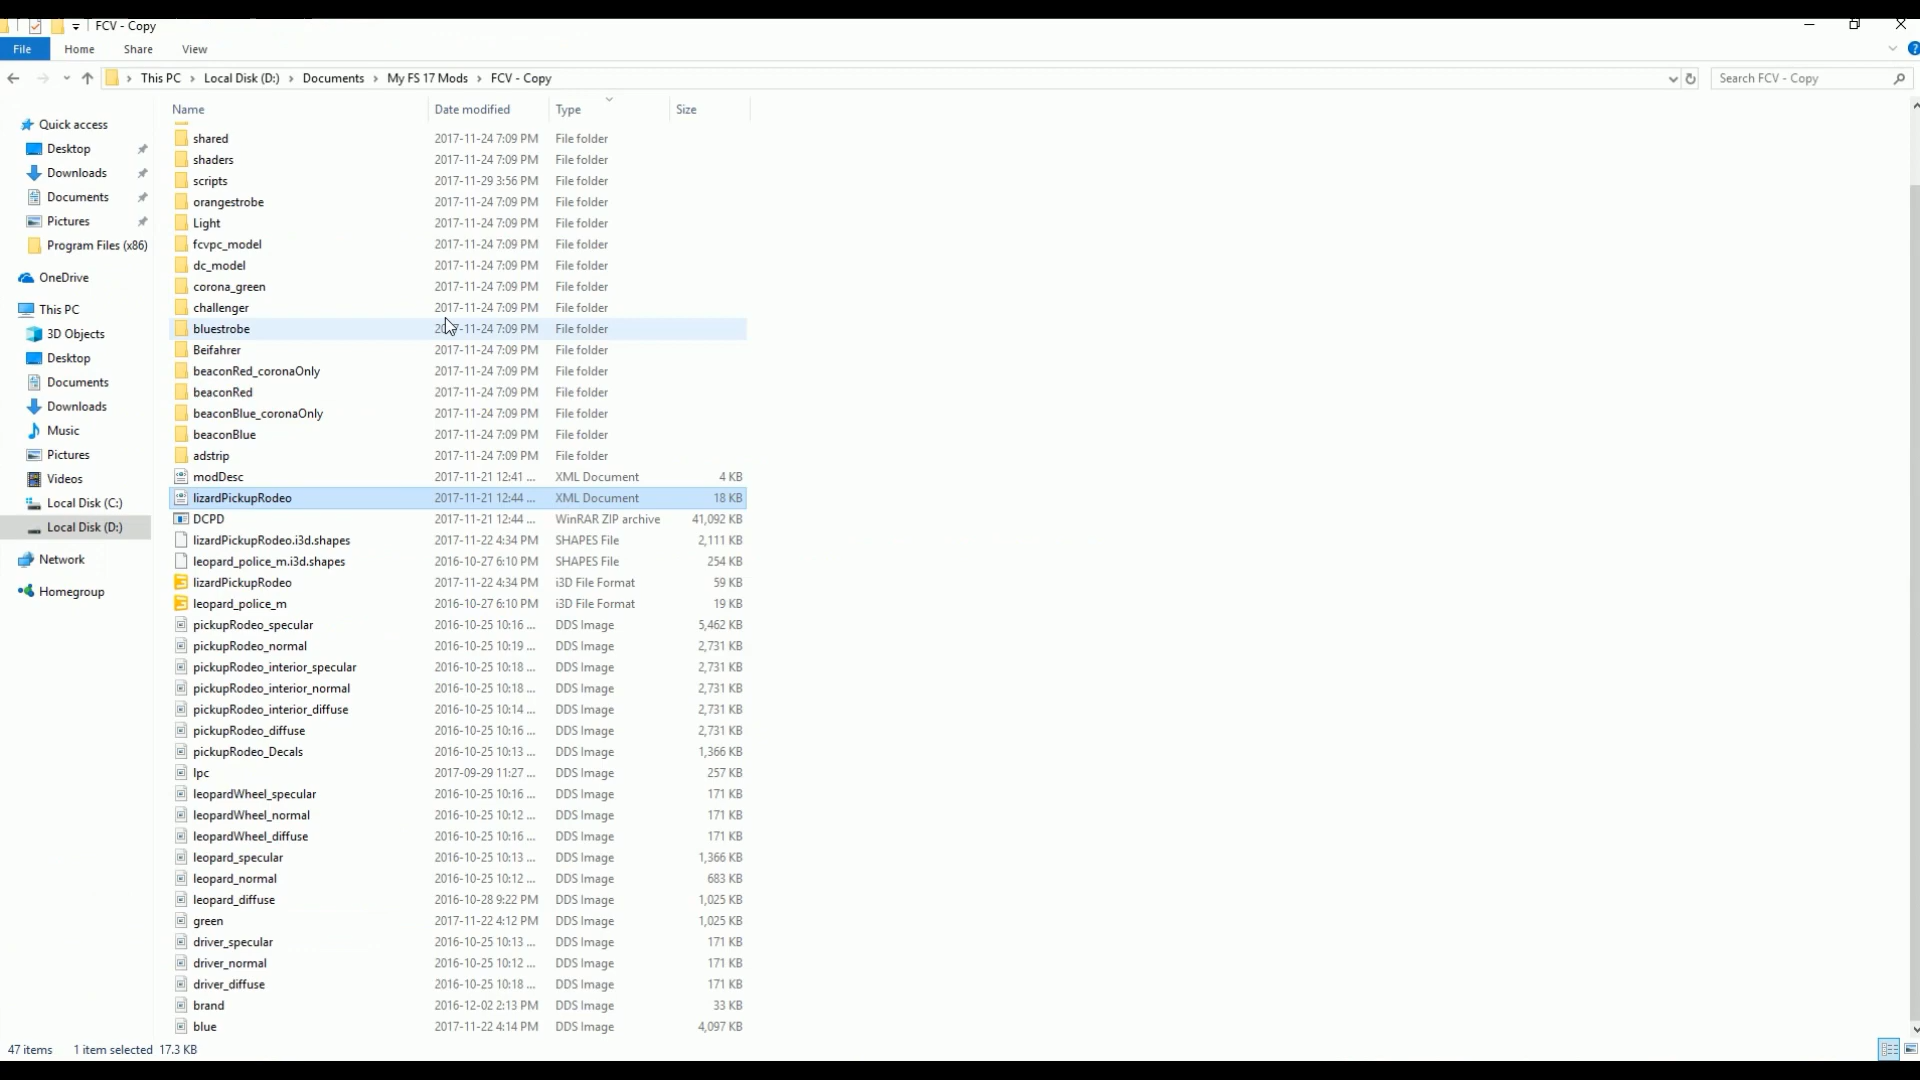 FCV - Copy
File Home Share View
This PC Local Disk (D:) Documents My FS 17 Mods FCV - Copy Search FCV - Copy
Name Date modified Type Size
Quick access
Desktop
Downloads
Documents
Pictures
Program Files (x86)
OneDrive
This PC
3D Objects
Desktop
Documents
Downloads
Music
Pictures
Videos
Local Disk (C:)
Local Disk (D:)
Network
Homegroup
shared 2017-11-24 7:09 PM File folder
shaders 2017-11-24 7:09 PM File folder
scripts 2017-11-29 3:56 PM File folder
orangestrobe 2017-11-24 7:09 PM File folder
Light 2017-11-24 7:09 PM File folder
fcvpc_model 2017-11-24 7:09 PM File folder
dc_model 2017-11-24 7:09 PM File folder
corona_green 2017-11-24 7:09 PM File folder
challenger 2017-11-24 7:09 PM File folder
bluestrobe 2017-11-24 7:09 PM File folder
Beifahrer 2017-11-24 7:09 PM File folder
beaconRed_coronaOnly 2017-11-24 7:09 PM File folder
beaconRed 2017-11-24 7:09 PM File folder
beaconBlue_coronaOnly 2017-11-24 7:09 PM File folder
beaconBlue 2017-11-24 7:09 PM File folder
adstrip 2017-11-24 7:09 PM File folder
modDesc 2017-11-21 12:41 ... XML Document 4 KB
lizardPickupRodeo 2017-11-21 12:44 ... XML Document 18 KB
DCPD 2017-11-21 12:44 ... WinRAR ZIP archive 41,092 KB
lizardPickupRodeo.i3d.shapes 2017-11-22 4:34 PM SHAPES File 2,111 KB
leopard_police_m.i3d.shapes 2016-10-27 6:10 PM SHAPES File 254 KB
lizardPickupRodeo 2017-11-22 4:34 PM i3D File Format 59 KB
leopard_police_m 2016-10-27 6:10 PM i3D File Format 19 KB
pickupRodeo_specular 2016-10-25 10:16 ... DDS Image 5,462 KB
pickupRodeo_normal 2016-10-25 10:19 ... DDS Image 2,731 KB
pickupRodeo_interior_specular 2016-10-25 10:18 ... DDS Image 2,731 KB
pickupRodeo_interior_normal 2016-10-25 10:18 ... DDS Image 2,731 KB
pickupRodeo_interior_diffuse 2016-10-25 10:14 ... DDS Image 2,731 KB
pickupRodeo_diffuse 2016-10-25 10:16 ... DDS Image 2,731 KB
pickupRodeo_Decals 2016-10-25 10:13 ... DDS Image 1,366 KB
lpc 2017-09-29 11:27 ... DDS Image 257 KB
leopardWheel_specular 2016-10-25 10:16 ... DDS Image 171 KB
leopardWheel_normal 2016-10-25 10:12 ... DDS Image 171 KB
leopardWheel_diffuse 2016-10-25 10:16 ... DDS Image 171 KB
leopard_specular 2016-10-25 10:13 ... DDS Image 1,366 KB
leopard_normal 2016-10-25 10:12 ... DDS Image 683 KB
leopard_diffuse 2016-10-28 9:22 PM DDS Image 1,025 KB
green 2017-11-22 4:12 PM DDS Image 1,025 KB
driver_specular 2016-10-25 10:13 ... DDS Image 171 KB
driver_normal 2016-10-25 10:12 ... DDS Image 171 KB
driver_diffuse 2016-10-25 10:18 ... DDS Image 171 KB
brand 2016-12-02 2:13 PM DDS Image 33 KB
blue 2017-11-22 4:14 PM DDS Image 4,097 KB
47 items 1 item selected 17.3 KB